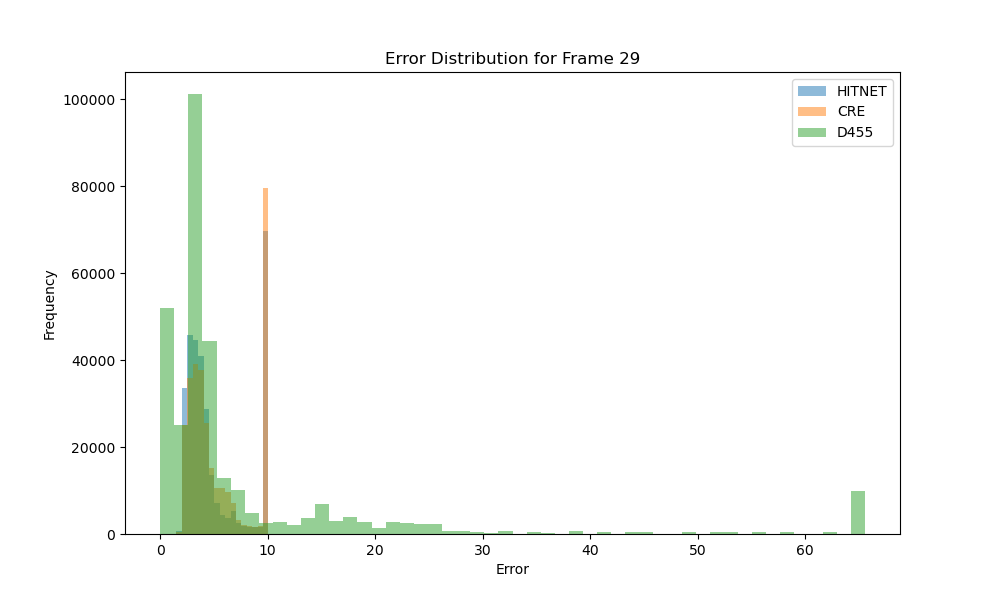 Error Distribution for Frame 29
HITNET
CRE
D455
100000
80000
60000
40000
20000
0
Frequency
0 10 20 30 40 50 60
Error